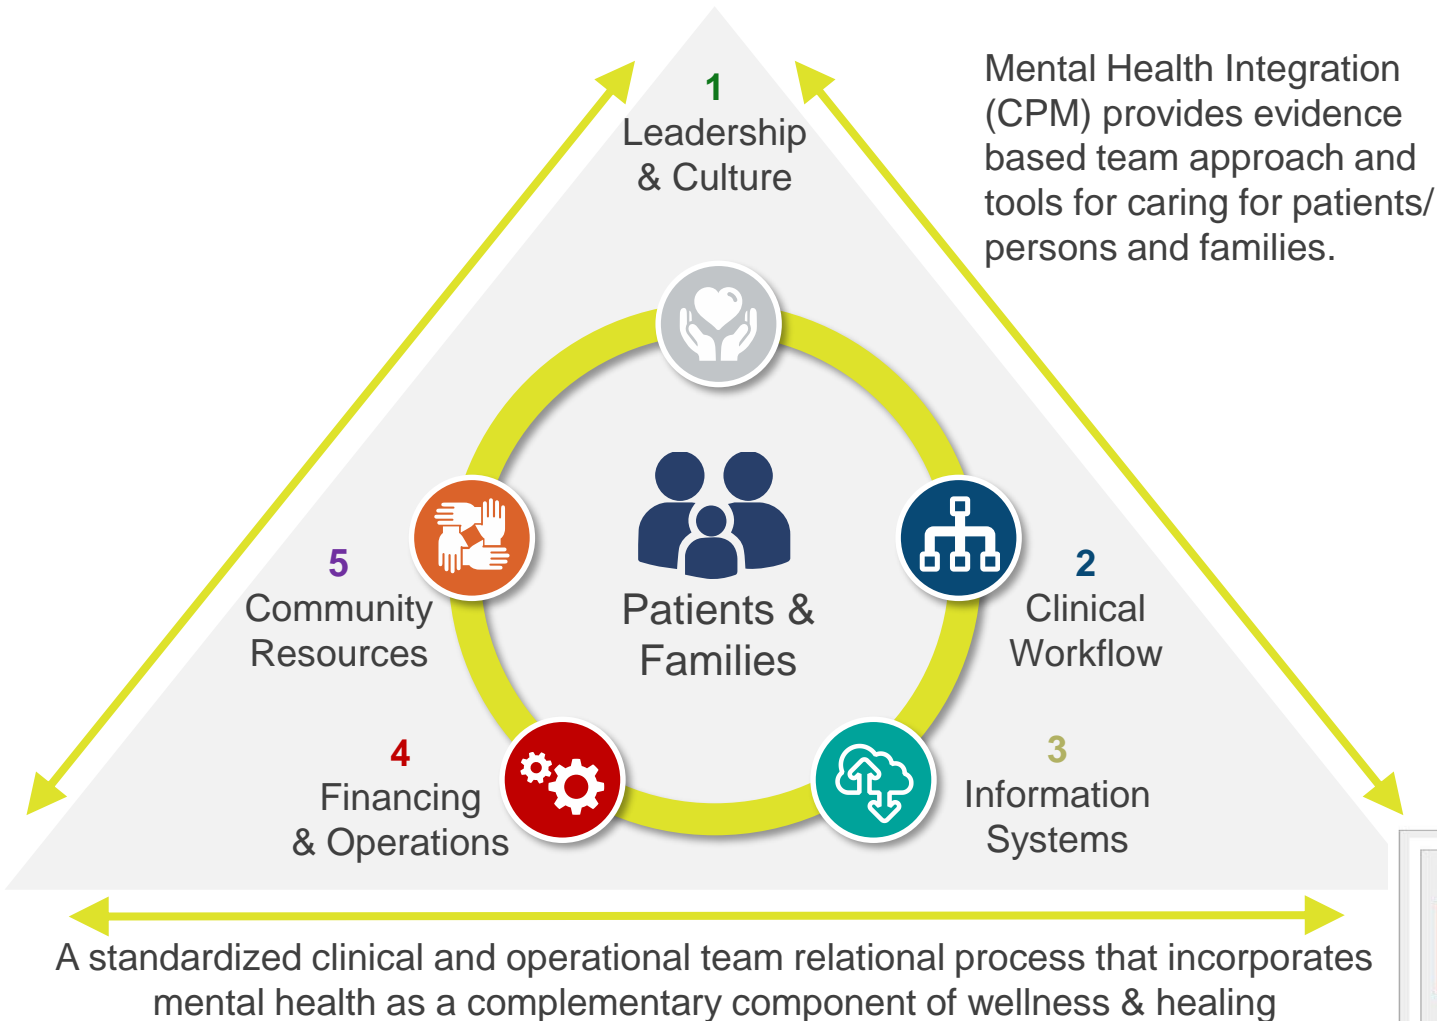 1
Leadership
& Culture
Mental Health Integration
(CPM) provides evidence
based team approach and
tools for caring for patients/
persons and families.
5
Community
Resources
Patients &
Families
2
Clinical
Workflow
4
Financing
& Operations
3
Information
Systems
A standardized clinical and operational team relational process that incorporates
mental health as a complementary component of wellness & healing